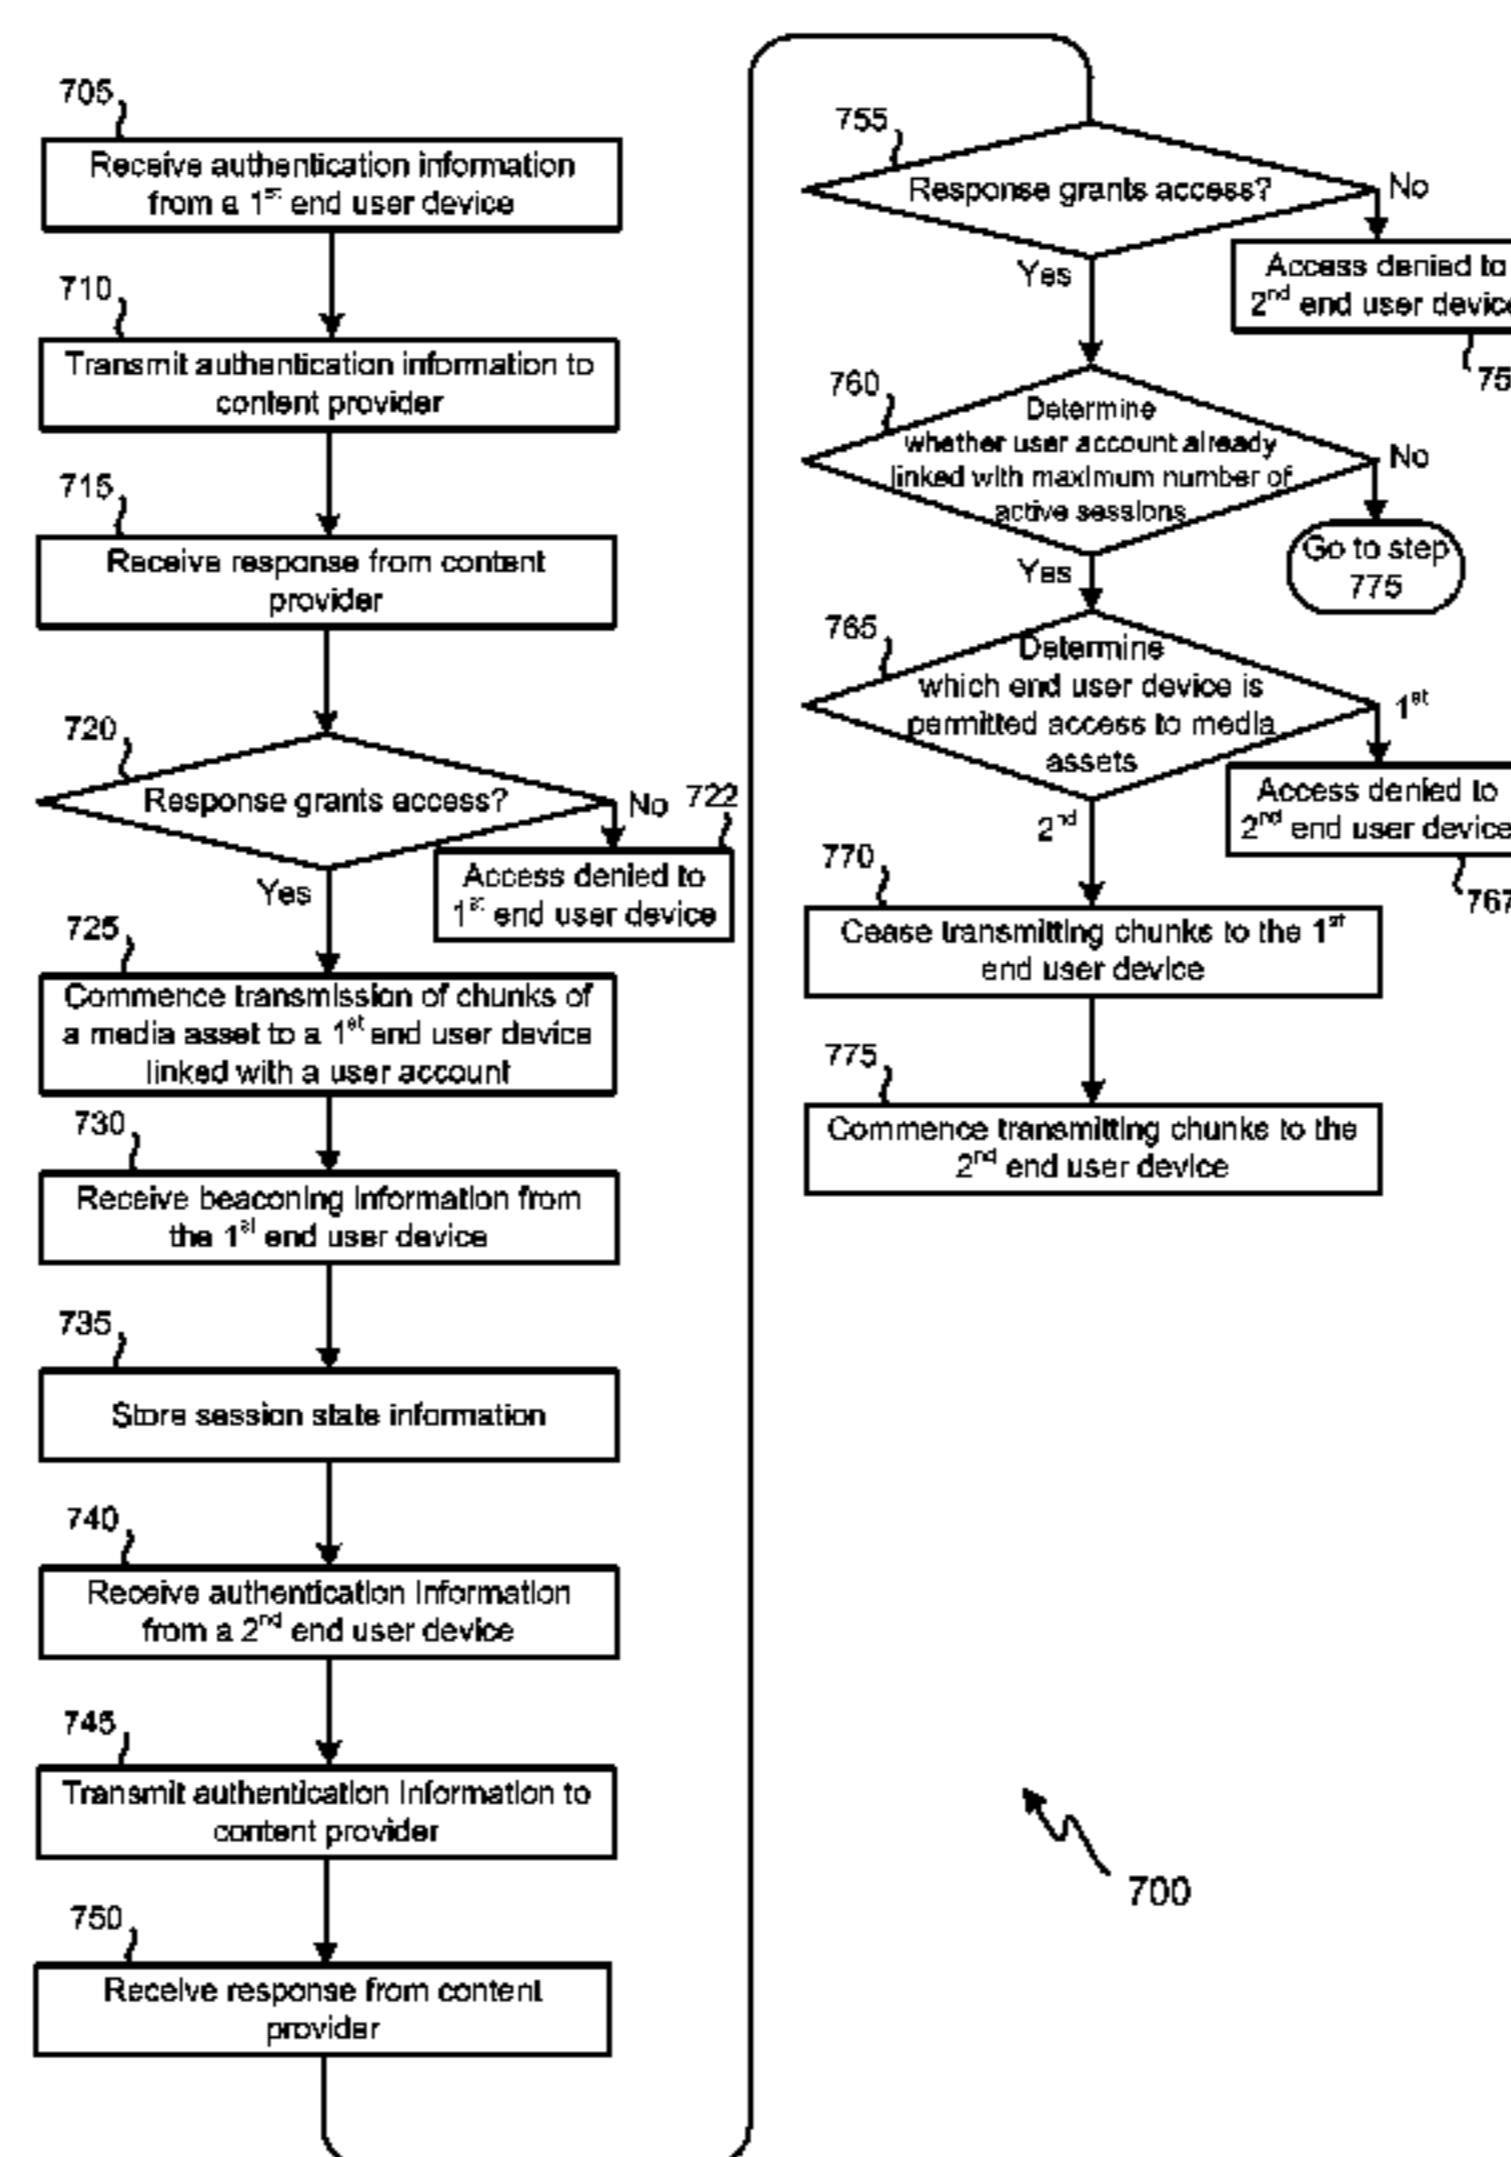 705
Receive authentication information
from a 1st end user device
710
Transmit authentication information to
content provider
715
Receive response from content
provider
720
Response grants access?
No
722
Access denied to
1st end user device
Yes
725
Commence transmission of chunks of
a media asset to a 1st end user device
linked with a user account
730
Receive beaconing information from
the 1st end user device
735
Store session state information
740
Receive authentication information
from a 2nd end user device
745
Transmit authentication information to
content provider
750
Receive response from content
provider
755
Response grants access?
No
Access denied to
2nd end user device
75
Yes
760
Determine
whether user account already
linked with maximum number of
active sessions
No
Go to step
775
Yes
765
Determine
which end user device is
permitted access to media
assets
1st
Access denied to
2nd end user device
767
2nd
770
Cease transmitting chunks to the 1st
end user device
775
Commence transmitting chunks to the
2nd end user device
700